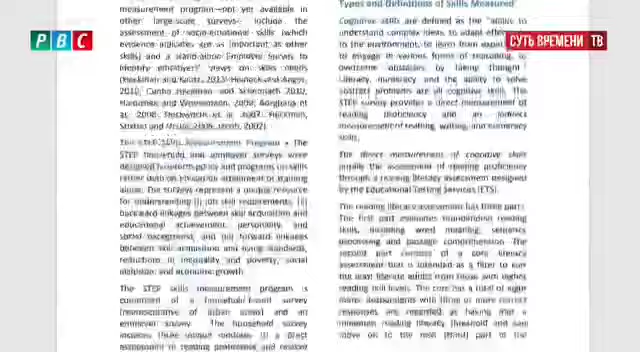 measurement program—not yet available in
other large-scale surveys— include the
assessment of socio-emotional skills (which
evidence indicates are as important as other
skills) and a stand-alone Employer Survey to
identify employers' views on skills needs
2010,
The STEP Skills Measurement Program • The
STEP household and employer surveys were
designed to inform policy and programs on skills
rather than on education attainment or training
alone. The surveys represent a unique resource
for understanding (i) job skill requirements, (ii)
backward linkages between skill acquisition and
educational achievement, personality, and
social background, and (iii) forward linkages
between skill acquisition and living standards,
reductions in inequality and poverty, social
inclusion and economic growth
The STEP skills measurement program is
comprised of a household-based survey
(representative of urban areas) and an
employer survey. The household survey
includes three unique modules: (i) a direct
assessment of reading proficiency and related
Types and Definitions of Skills Measured
Cognitive skills are defined as the "ability to
understand complex ideas, to adapt
to the environment, to learn from
to engage in various forms of reasoning, to
overcome obstacles by taking thought"
Literacy, numeracy and the ability to solve
abstract problems are all cognitive skills. The
STEP survey provides a direct measurement of
reading proficiency and an indirect
measurement of reading, writing, and numeracy
skills.
The direct measurement of cognitive skills
entails the assessment of reading proficiency
through a reading literacy assessment designed
by the Educational Testing Services (ETS).
The reading literacy assessment has three parts.
The first part evaluates foundational reading
skills, including word meaning, sentence
processing and passage comprehension. The
second part consists of a core literacy
assessment that is intended as a filter to sort
the least literate adults from those with higher
reading skill levels. The core has a total of eight
items. Respondents with three or more correct
responses are regarded as having met a
minimum reading literacy threshold and can
move on to the next (third) part of the
РВС
СУТЬ ВРЕМЕНИ ТВ